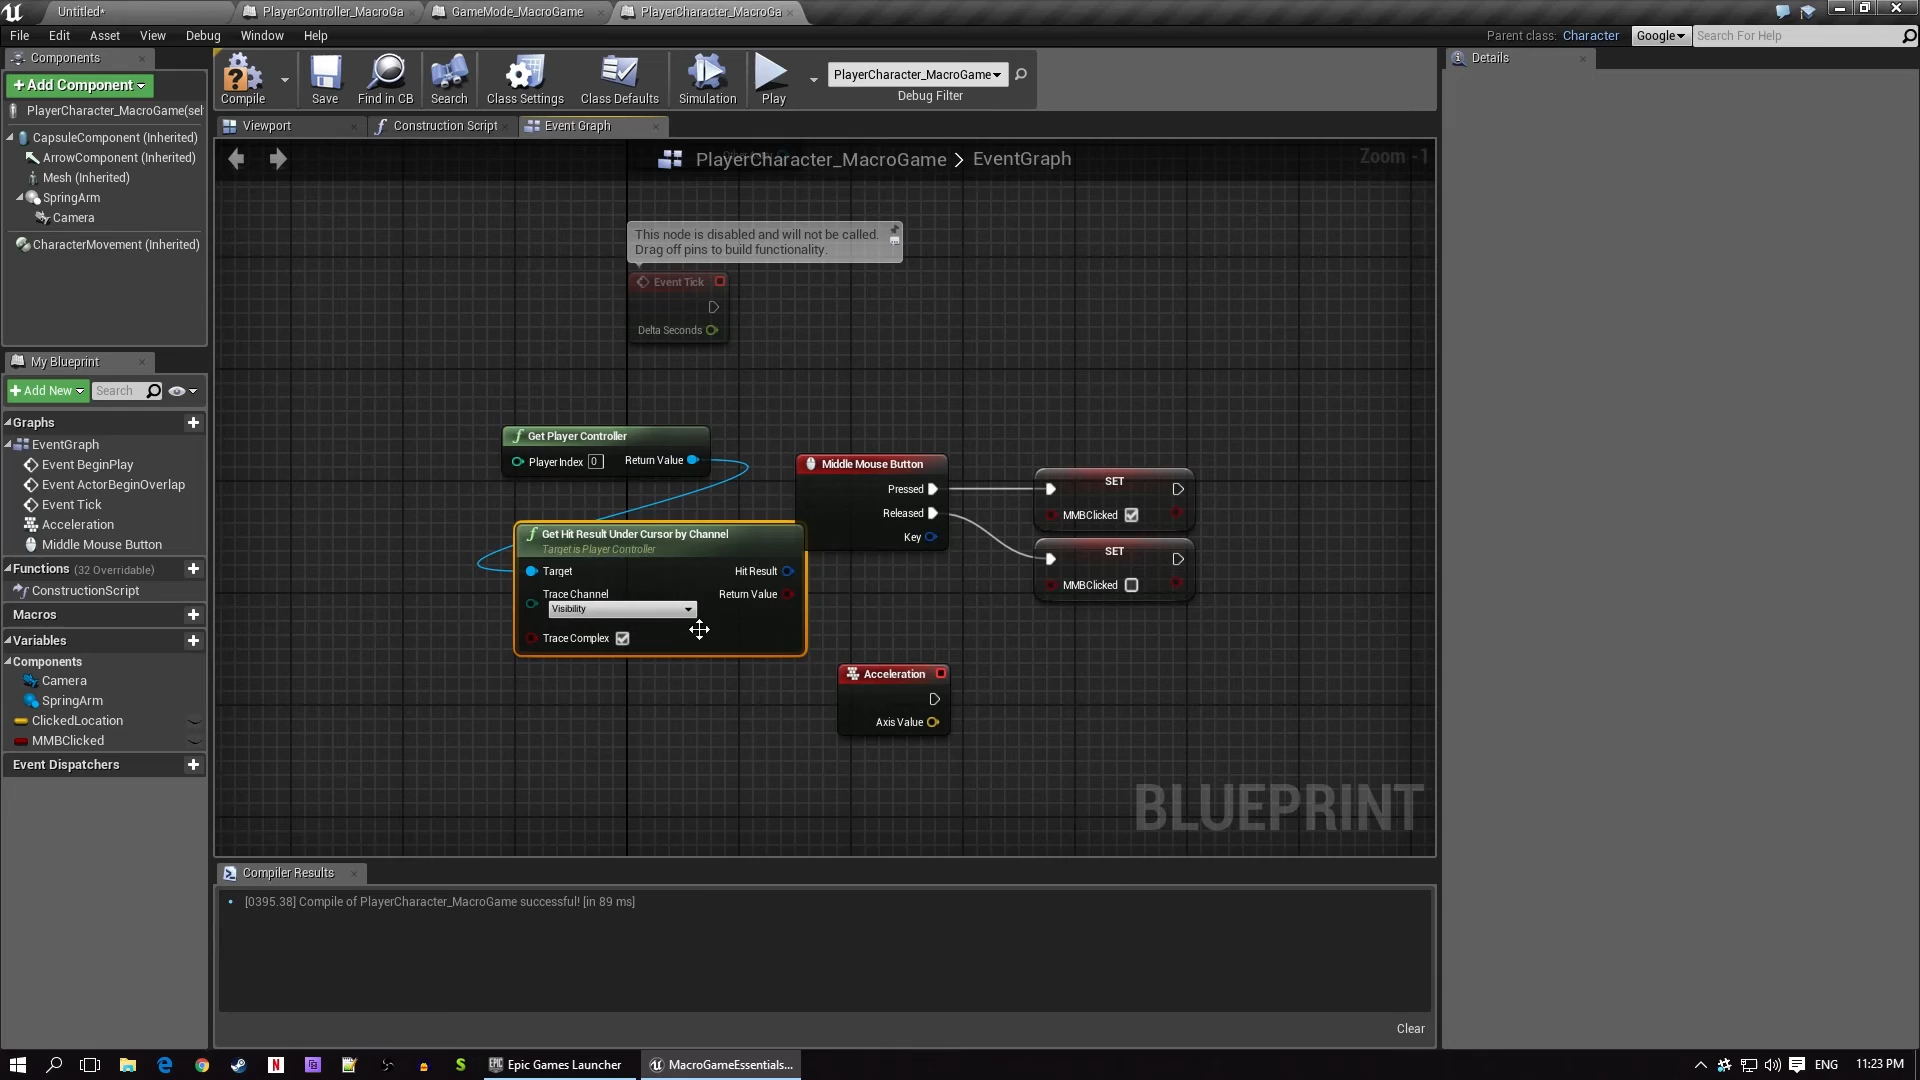 Untitled*
PlayerController_MacroGa
GameMode_MacroGame
PlayerCharacter_MacroGa
File Edit Asset View Debug Window Help
Parent class: Character
Google
Search For Help
Components
+Add Component
PlayerCharacter_MacroGame(sel
CapsuleComponent (Inherited)
ArrowComponent (Inherited)
Mesh (Inherited)
SpringArm
Camera
CharacterMovement (Inherited)
Compile
Save
Find in CB
Search
Class Settings
Class Defaults
Simulation
Play
PlayerCharacter_MacroGame
Debug Filter
Details
Viewport
Construction Script
Event Graph
PlayerCharacter_MacroGame > EventGraph
Zoom -1
This node is disabled and will not be called.
Drag off pins to build functionality.
Event Tick
Delta Seconds
Get Player Controller
Player Index 0
Return Value
Middle Mouse Button
Pressed
Released
Key
SET
MMBClicked
SET
MMBClicked
Get Hit Result Under Cursor by Channel
Target is Player Controller
Target
Hit Result
Trace Channel
Visibility
Return Value
Trace Complex
Acceleration
Axis Value
BLUEPRINT
My Blueprint
+Add New
Search
Graphs
EventGraph
Event BeginPlay
Event ActorBeginOverlap
Event Tick
Acceleration
Middle Mouse Button
Functions (32 Overridable)
ConstructionScript
Macros
Variables
Components
Camera
SpringArm
ClickedLocation
MMBClicked
Event Dispatchers
Compiler Results
[0395.38] Compile of PlayerCharacter_MacroGame successful! [in 89 ms]
Clear
Epic Games Launcher
MacroGameEssentials...
ENG
11:23 PM